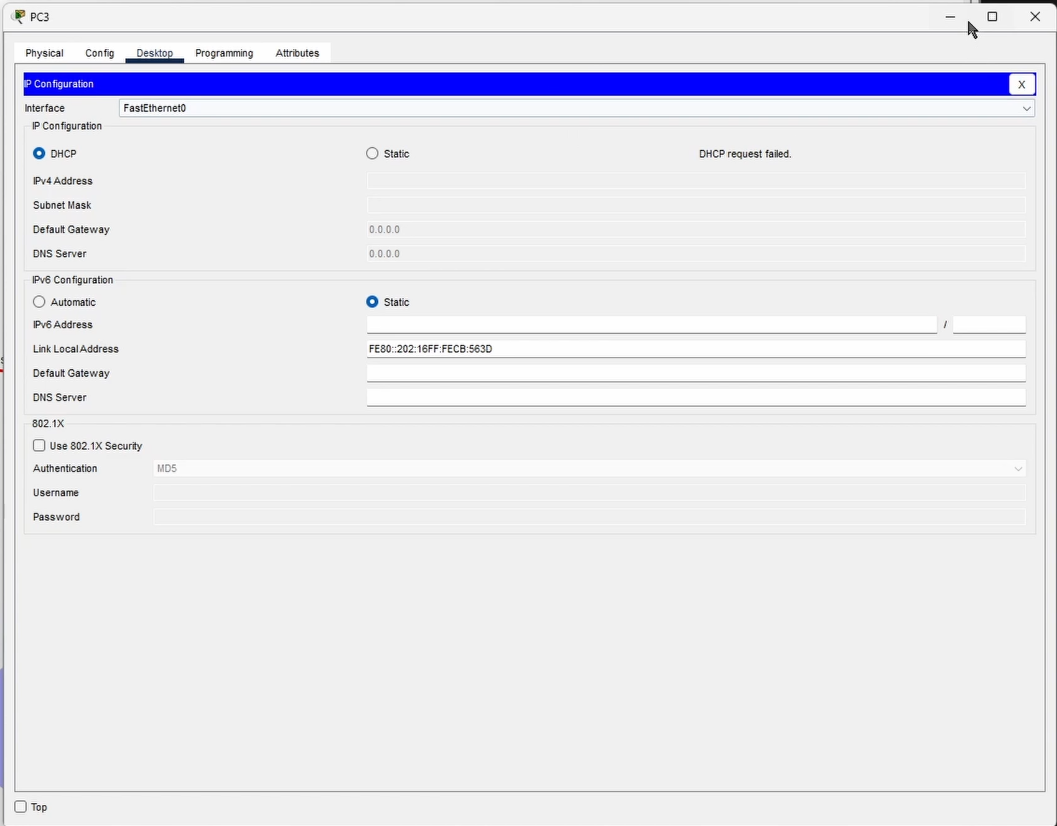 PC3
Physical Config Desktop Programming Attributes
IP Configuration X
Interface FastEthernet0
IP Configuration
DHCP Static DHCP request failed.
IPv4 Address
Subnet Mask
Default Gateway 0.0.0.0
DNS Server 0.0.0.0
IPv6 Configuration
Automatic Static
IPv6 Address /
Link Local Address FE80::202:16FF:FECB:563D
Default Gateway
DNS Server
802.1X
Use 802.1X Security
Authentication MD5
Username
Password
Top